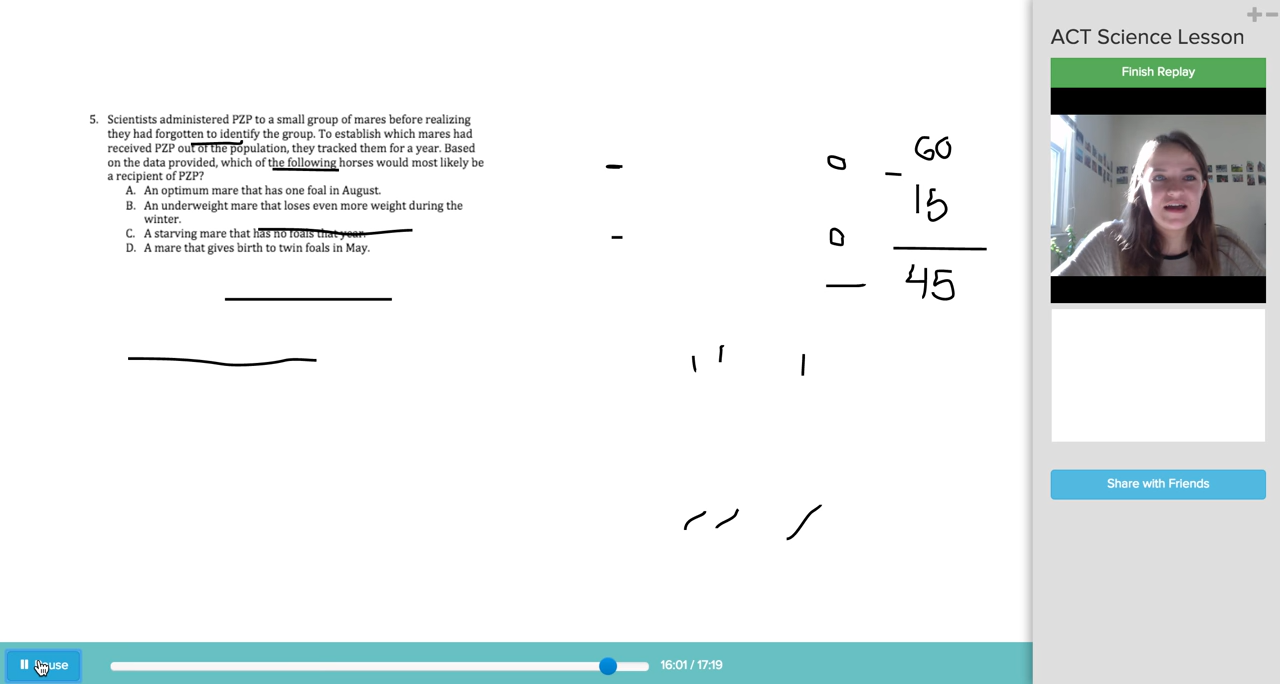 5. Scientists administered PZP to a small group of mares before realizing
they had forgotten to identify the group. To establish which mares had
received PZP out of the population, they tracked them for a year. Based
on the data provided, which of the following horses would most likely be
a recipient of PZP?
A. An optimum mare that has one foal in August.
B. An underweight mare that loses even more weight during the
winter.
C. A starving mare that has no foals that year.
D. A mare that gives birth to twin foals in May.
- 0 60
- 15
- 0
- 45
ACT Science Lesson
Finish Replay
Share with Friends
16:01 / 17:19